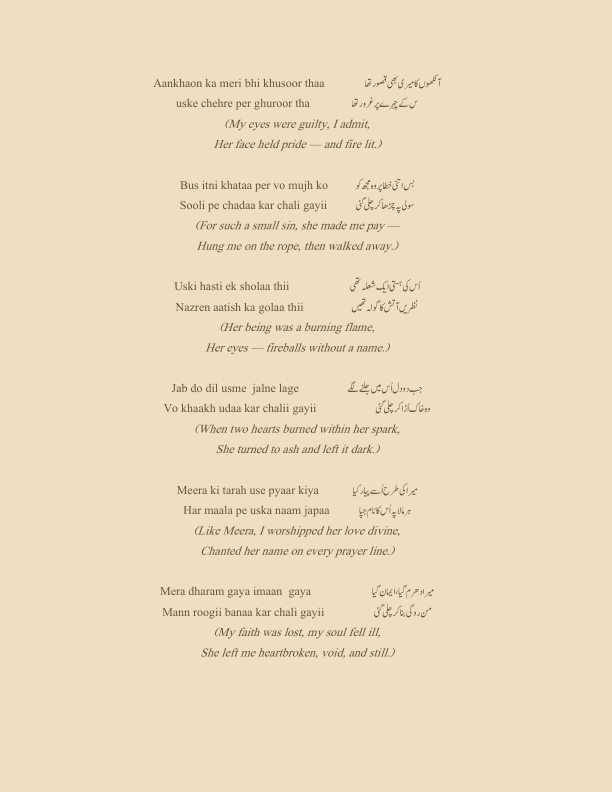 Aankhaon ka meri bhi khusoor thaa آنکھوں کا میری بھی قصور تھا
uske chehre per ghuroor tha س کے چہرے پر غرور تھا
(My eyes were guilty, I admit,
Her face held pride — and fire lit.)
Bus itni khataa per vo mujh ko بس اتنی خطا پر وہ مجھ کو
Sooli pe chadaa kar chali gayii سولی پہ چڑھا کر چلی گئی
(For such a small sin, she made me pay —
Hung me on the rope, then walked away.)
Uski hasti ek sholaa thii اُس کی ہستی ایک شعلہ تھی
Nazren aatish ka golaa thii نظریں آتش کا گولہ تھیں
(Her being was a burning flame,
Her eyes — fireballs without a name.)
Jab do dil usme jalne lage جب دو دل اُس میں جلنے لگے
Vo khaakh udaa kar chalii gayii وہ خاک اُڑا کر چلی گئی
(When two hearts burned within her spark,
She turned to ash and left it dark.)
Meera ki tarah use pyaar kiya میرا کی طرح اُسے پیار کیا
Har maala pe uska naam japaa ہر مالا پہ اُس کا نام جپا
(Like Meera, I worshipped her love divine,
Chanted her name on every prayer line.)
Mera dharam gaya imaan gaya میرا دھرم گیا، ایمان گیا
Mann roogii banaa kar chali gayii من روگی بنا کر چلی گئی
(My faith was lost, my soul fell ill,
She left me heartbroken, void, and still.)